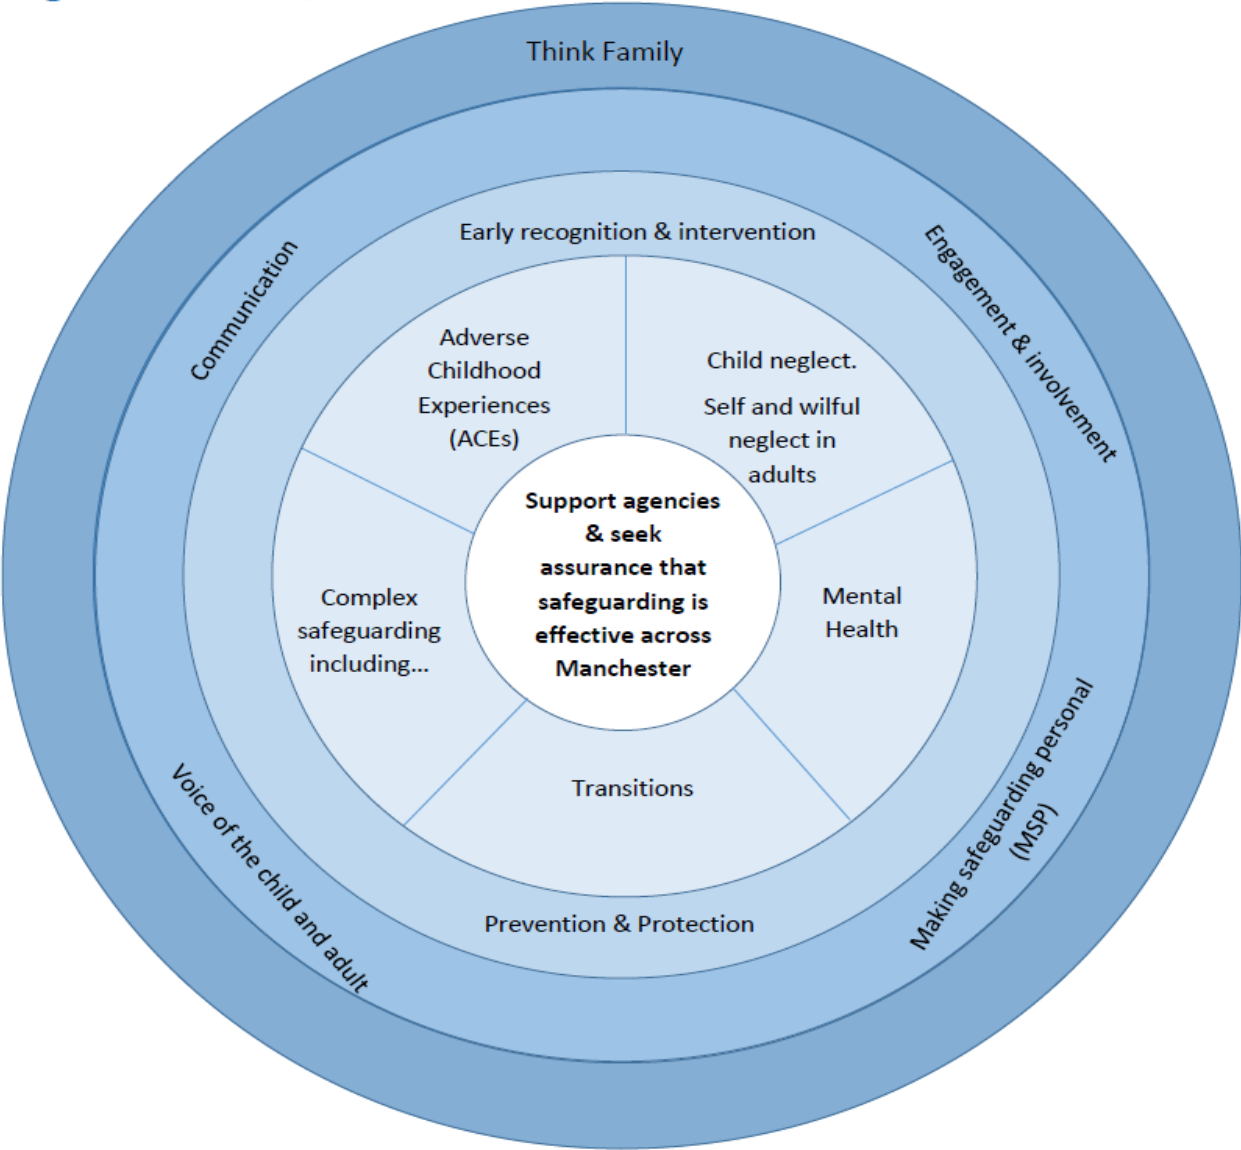 Think Family
Communication
Engagement & involvement
Early recognition & intervention
Adverse
Childhood
Experiences
(ACEs)
Child neglect.
Self and wilful
neglect in
adults
Support agencies
& seek
assurance that
safeguarding is
effective across
Manchester
Complex
safeguarding
including...
Mental
Health
Transitions
Prevention & Protection
Voice of the child and adult
Making safeguarding personal
(MSP)